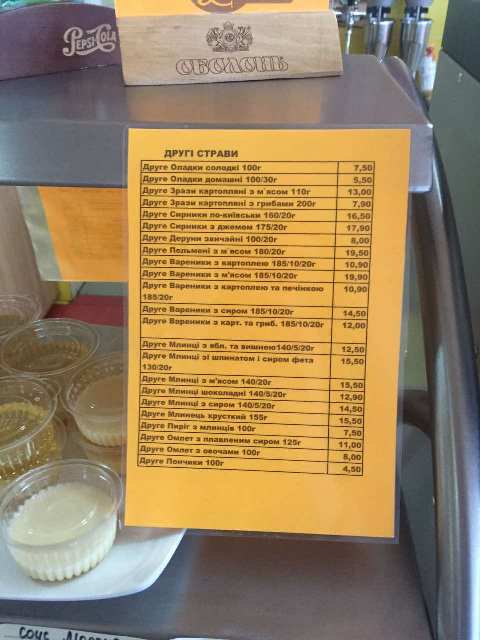 PEPSI-COLA
ОБОЛОНЬ
ДРУГІ СТРАВИ
Друге Оладки солодкі 100г 7,50
Друге Оладки домашні 100/30г 5,50
Друге Зрази картопляні з м'ясом 110г 13,00
Друге Зрази картопляні з грибами 200г 7,90
Друге Сирники по-київськи 160/20г 16,50
Друге Сирники з джемом 175/20г 17,90
Друге Деруни звичайні 100/20г 8,00
Друге Пельмені з м'ясом 180/20г 19,50
Друге Вареники з картоплею 185/10/20г 10,90
Друге Вареники з м'ясом 185/10/20г 19,90
Друге Вареники з картоплею та печінкою 10,90
185/20г
Друге Вареники з сиром 185/10/20г 14,50
Друге Вареники з карт. та гриб. 185/10/20г 12,00
Друге Млинці з ябл. та вишнею140/5/20г 12,50
Друге Млинці зі шпинатом і сиром фета 15,50
130/20г
Друге Млинці з м'ясом 140/20г 15,50
Друге Млинці шоколадні 140/5/20г 12,90
Друге Млинці з сиром 140/5/20г 14,50
Друге Млинець хрусткий 155г 15,50
Друге Пиріг з млинців 100г 7,50
Друге Омлет з плавленим сиром 125г 11,00
Друге Омлет з овочами 100г 8,00
Друге Пончики 100г 4,50
СОУС